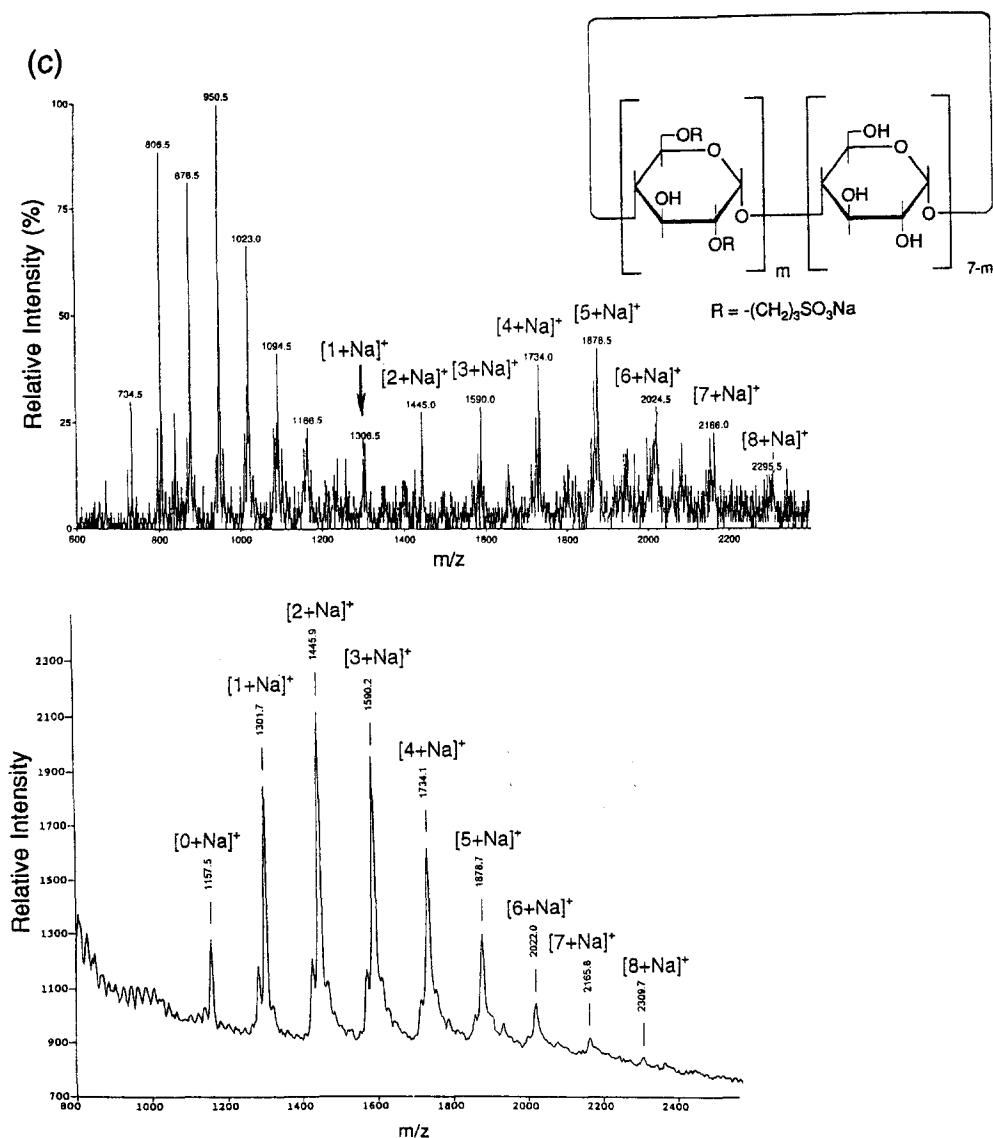 (c)
Relative Intensity (%)
100
75
50
25
0
950.5
806.5
876.5
1023.0
734.5
1094.5
1166.5
[1+Na]⁺
1306.5
[2+Na]⁺
1445.0
[3+Na]⁺
1590.0
[4+Na]⁺
1734.0
[5+Na]⁺
1876.5
[6+Na]⁺
2024.5
[7+Na]⁺
2166.0
[8+Na]⁺
2295.5
600 800 1000 1200 1400 1600 1800 2000 2200
m/z
OR O OH O OR m
OH O OH O OH 7-m
R = -(CH₂)₃SO₃Na
Relative Intensity
2300
2100
1900
1700
1500
1300
1100
900
700
[0+Na]⁺
1157.5
[1+Na]⁺
1301.7
[2+Na]⁺
1445.9
[3+Na]⁺
1590.2
[4+Na]⁺
1734.1
[5+Na]⁺
1878.7
[6+Na]⁺
2022.0
[7+Na]⁺
2165.8
[8+Na]⁺
2309.7
800 1000 1200 1400 1600 1800 2000 2200 2400
m/z